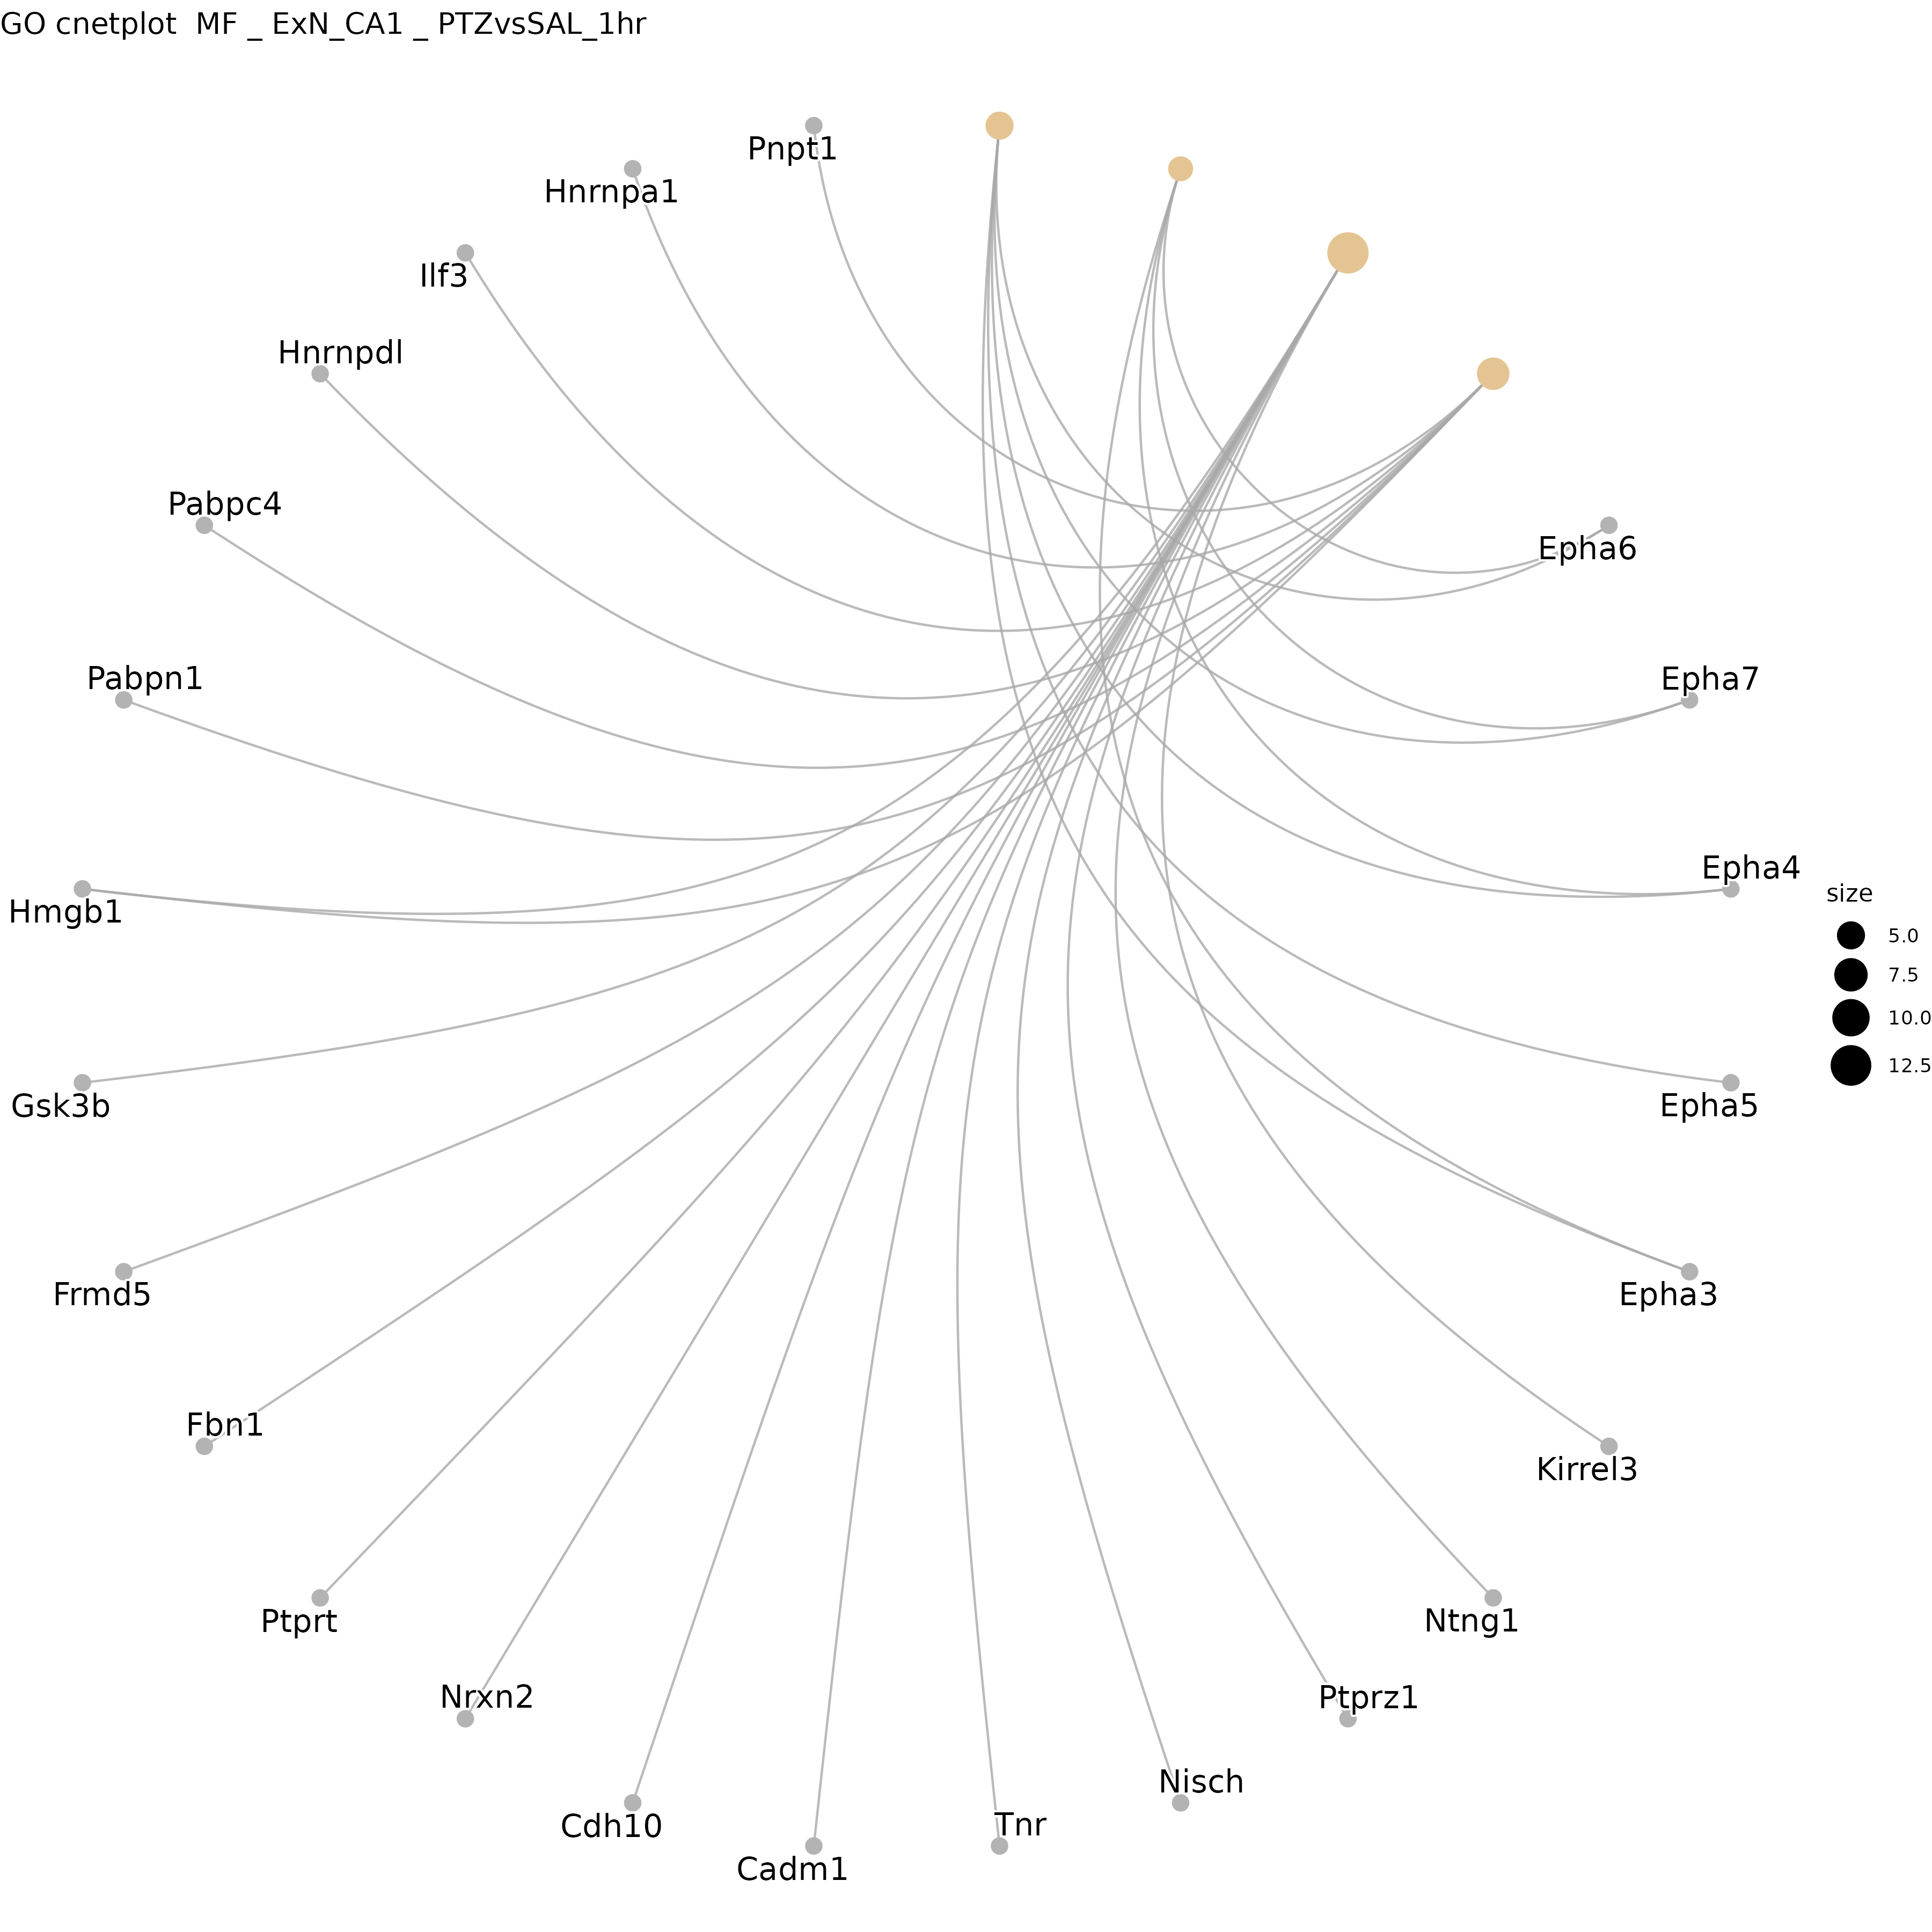 GO cnetplot  MF _ ExN_CA1 _ PTZvsSAL_1hr
Pnpt1
Hnrnpa1
Ilf3
Hnrnpdl
Pabpc4
Epha6
Pabpn1
Epha7
Epha4
size
Hmgb1
5.0
7.5
10.0
12.5
Gsk3b
Epha5
Frmd5
Epha3
Fbn1
Kirrel3
Ptprt
Ntng1
Nrxn2
Ptprz1
Nisch
Cdh10
Tnr
Cadm1